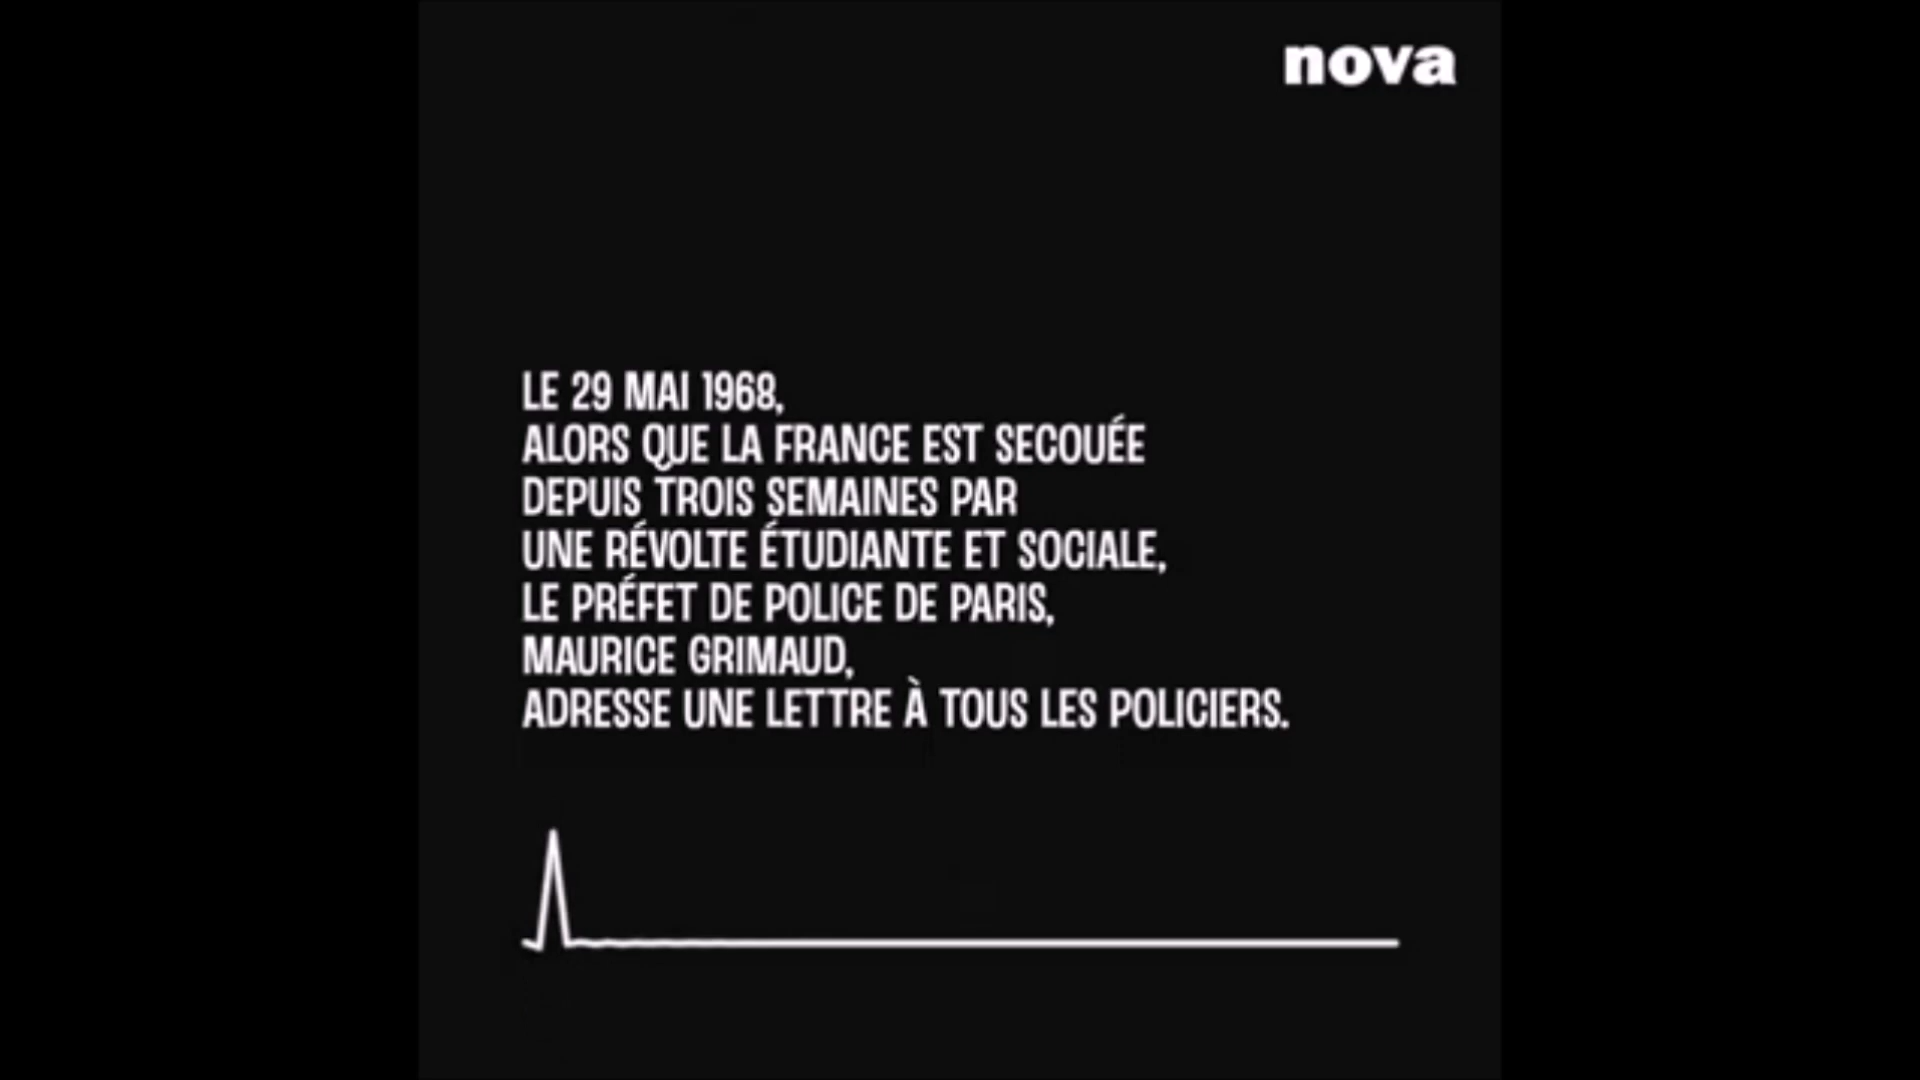 nova
LE 29 MAI 1968,
ALORS QUE LA FRANCE EST SECOUÉE
DEPUIS TROIS SEMAINES PAR
UNE RÉVOLTE ÉTUDIANTE ET SOCIALE,
LE PRÉFET DE POLICE DE PARIS,
MAURICE GRIMAUD,
ADRESSE UNE LETTRE À TOUS LES POLICIERS.